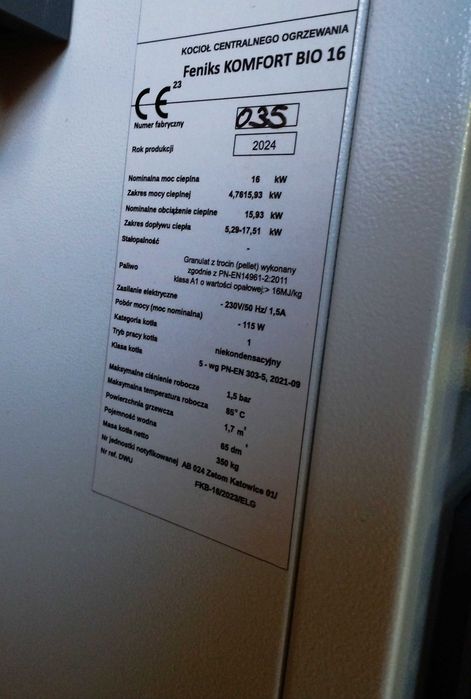 KOCIOŁ CENTRALNEGO OGRZEWANIA
Feniks KOMFORT BIO 16
CE 23
Numer fabryczny 035
Rok produkcji 2024
Nominalna moc cieplna 16 kW
Zakres mocy cieplnej 4,7615,93 kW
Nominalne obciążenie cieplne 15,93 kW
Zakres dopływu ciepła 5,29-17,51 kW
Stałopalność -
Paliwo Granulat z trocin (pellet) wykonany
zgodnie z PN-EN14961-2:2011
klasa A1 o wartości opałowej:> 16MJ/kg
Zasilanie elektryczne - 230V/50 Hz/ 1,5A
Pobór mocy (moc nominalna) - 115 W
Kategoria kotła 1
Tryb pracy kotła niekondensacyjny
Klasa kotła 5 - wg PN-EN 303-5, 2021-09
Maksymalne ciśnienie robocze 1,5 bar
Maksymalna temperatura robocza 85° C
Powierzchnia grzewcza 1,7 m²
Pojemność wodna 65 dm³
Masa kotła netto 350 kg
Nr jednostki notyfikowanej AB 024 Zetom Katowice 01/
Nr ref. DWU FKB-16/2023/ELG